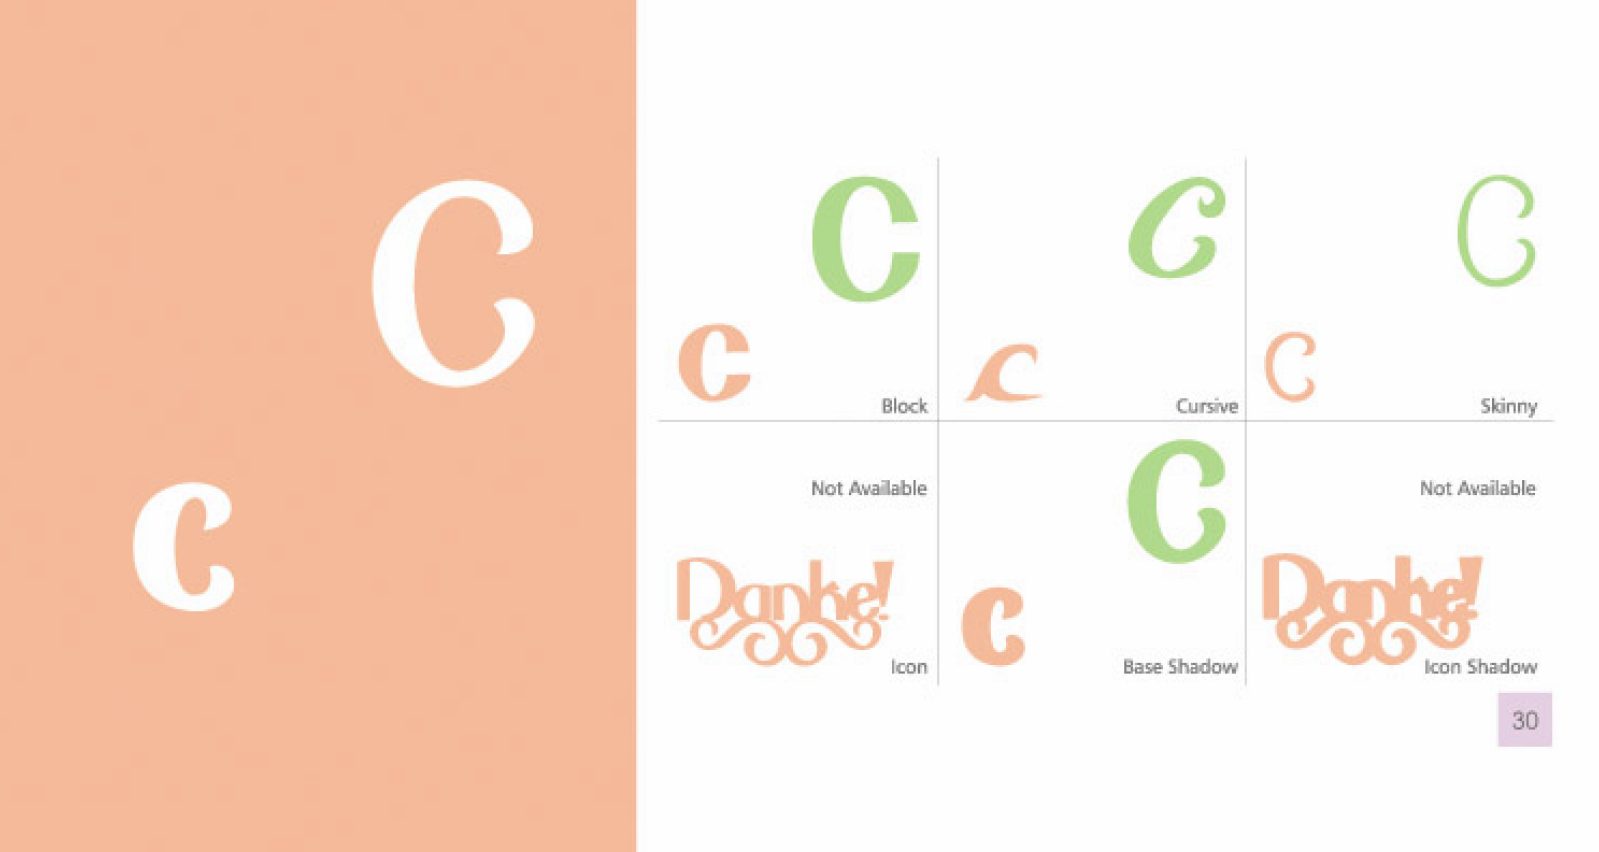 C
c
C
c
Block
C
c
Cursive
C
c
Skinny
Not Available
Danke!
Icon
C
c
Base Shadow
Not Available
Danke!
Icon Shadow
30